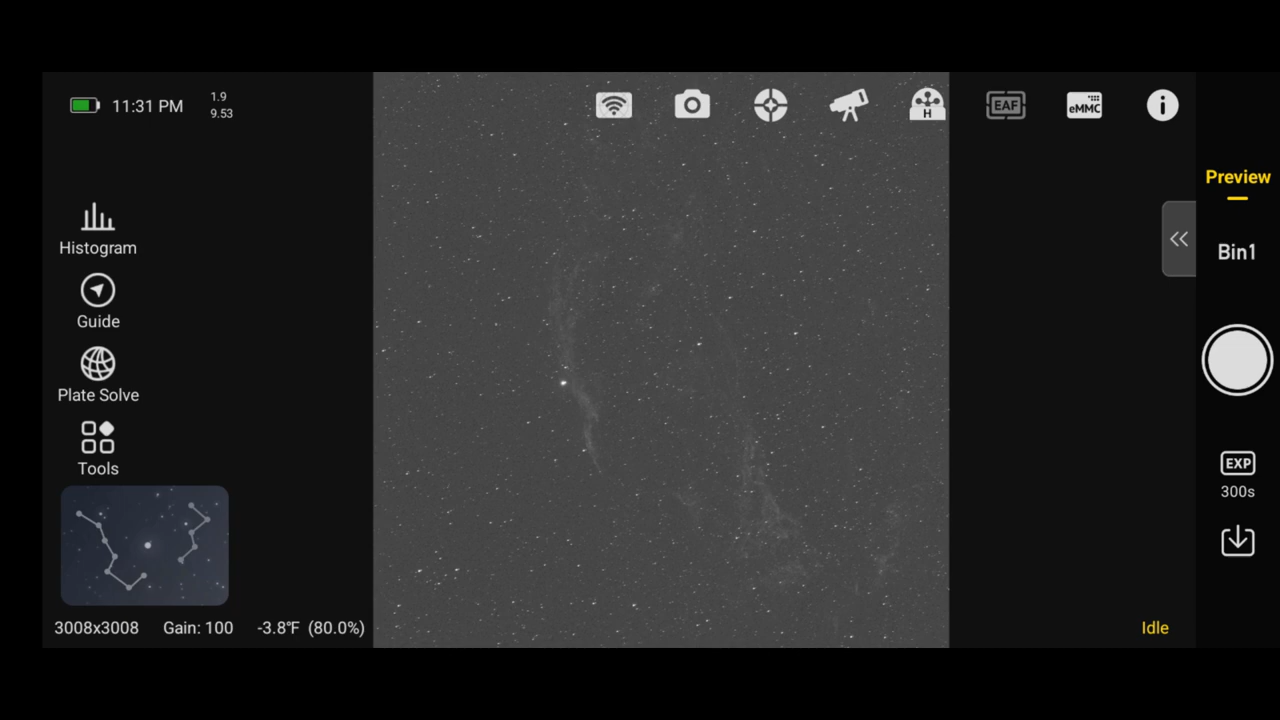 11:31 PM
1.9
9.53
H
EAF
eMMC
i
Preview
Histogram
Bin1
Guide
Plate Solve
Tools
EXP
300s
3008x3008 Gain: 100 -3.8℉ (80.0%)
Idle